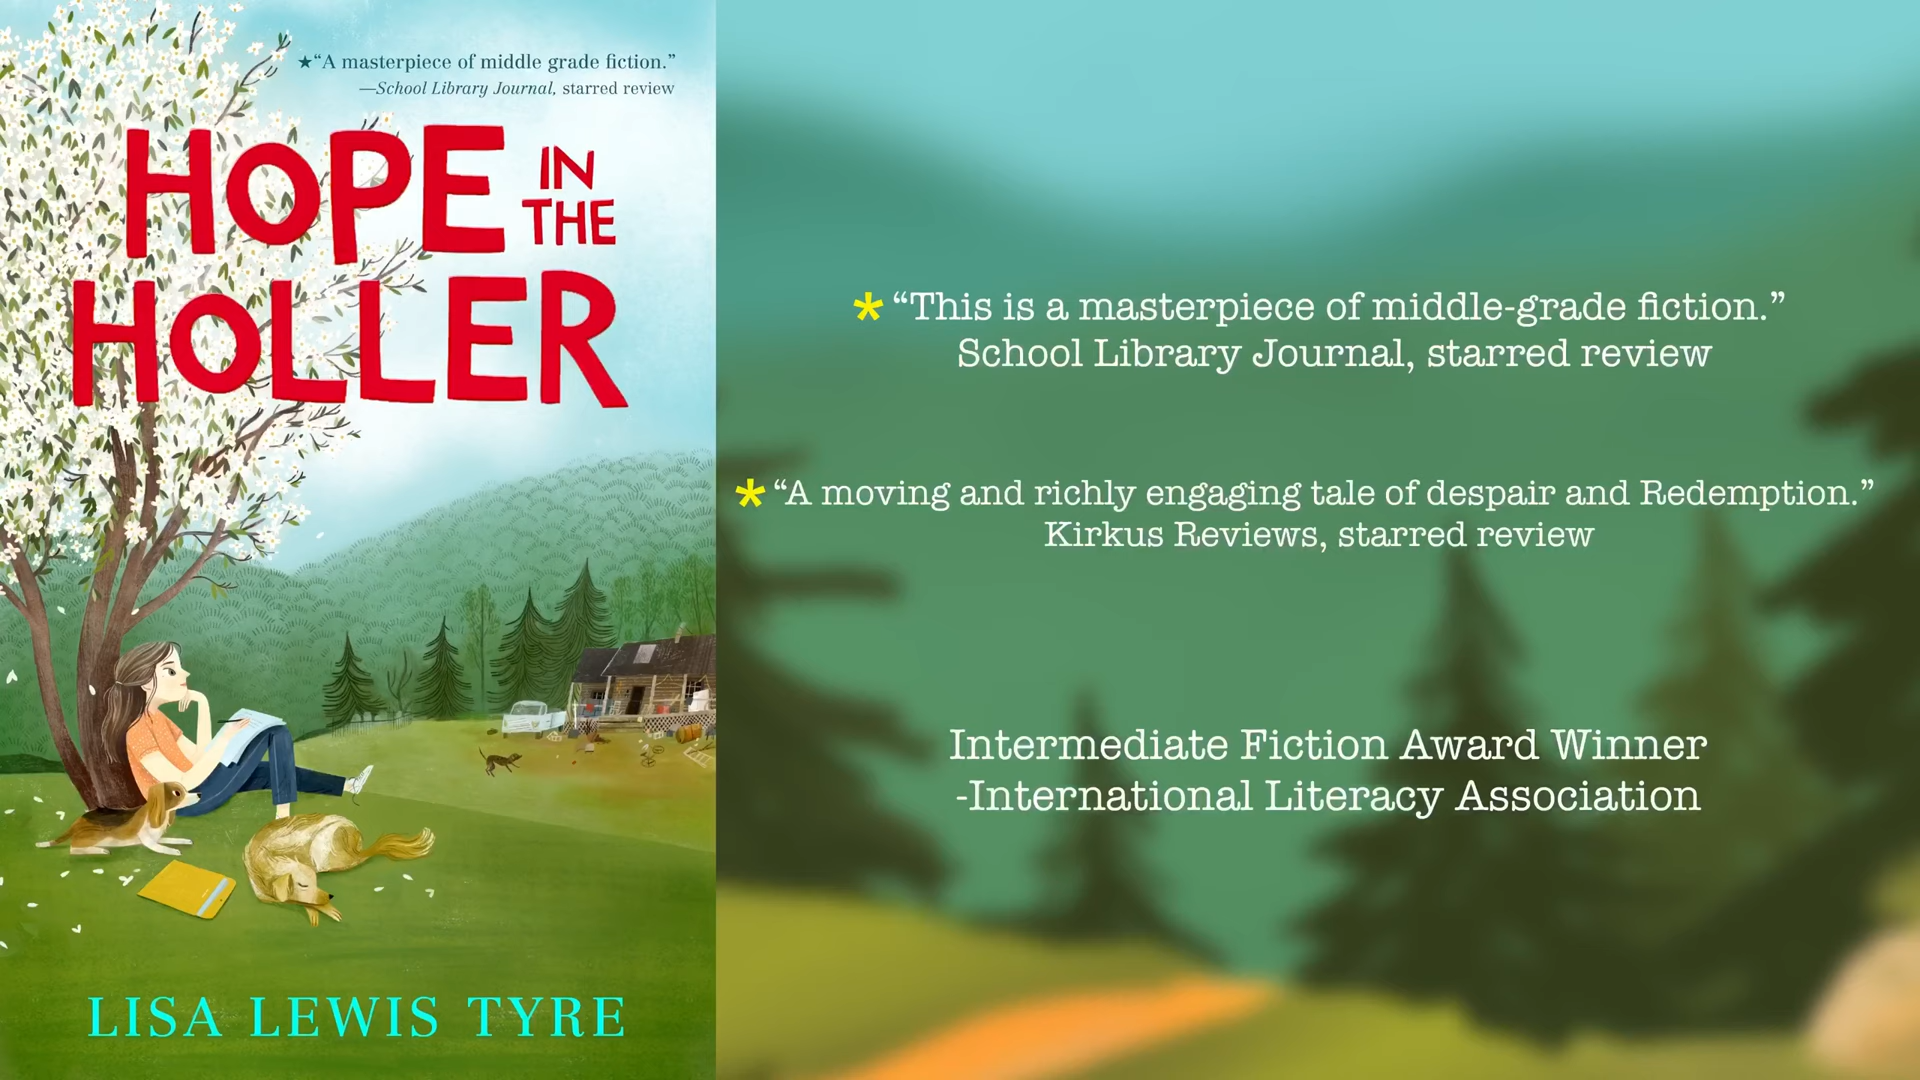 ★“A masterpiece of middle grade fiction.”
—School Library Journal, starred review
HOPE IN THE
HOLLER
LISA LEWIS TYRE
*“This is a masterpiece of middle-grade fiction.”
School Library Journal, starred review
*“A moving and richly engaging tale of despair and Redemption.”
Kirkus Reviews, starred review
Intermediate Fiction Award Winner
-International Literacy Association